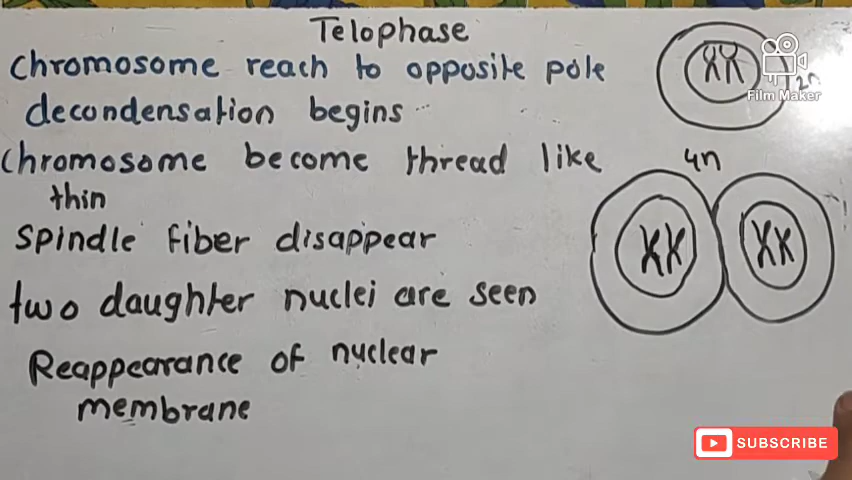 Telophase
Chromosome reach to opposite pole
decondensation begins
Chromosome become thread like
thin
Spindle fiber disappear
two daughter nuclei are seen
Reappearance of nuclear
membrane
2n
Film Maker
4n
SUBSCRIBE